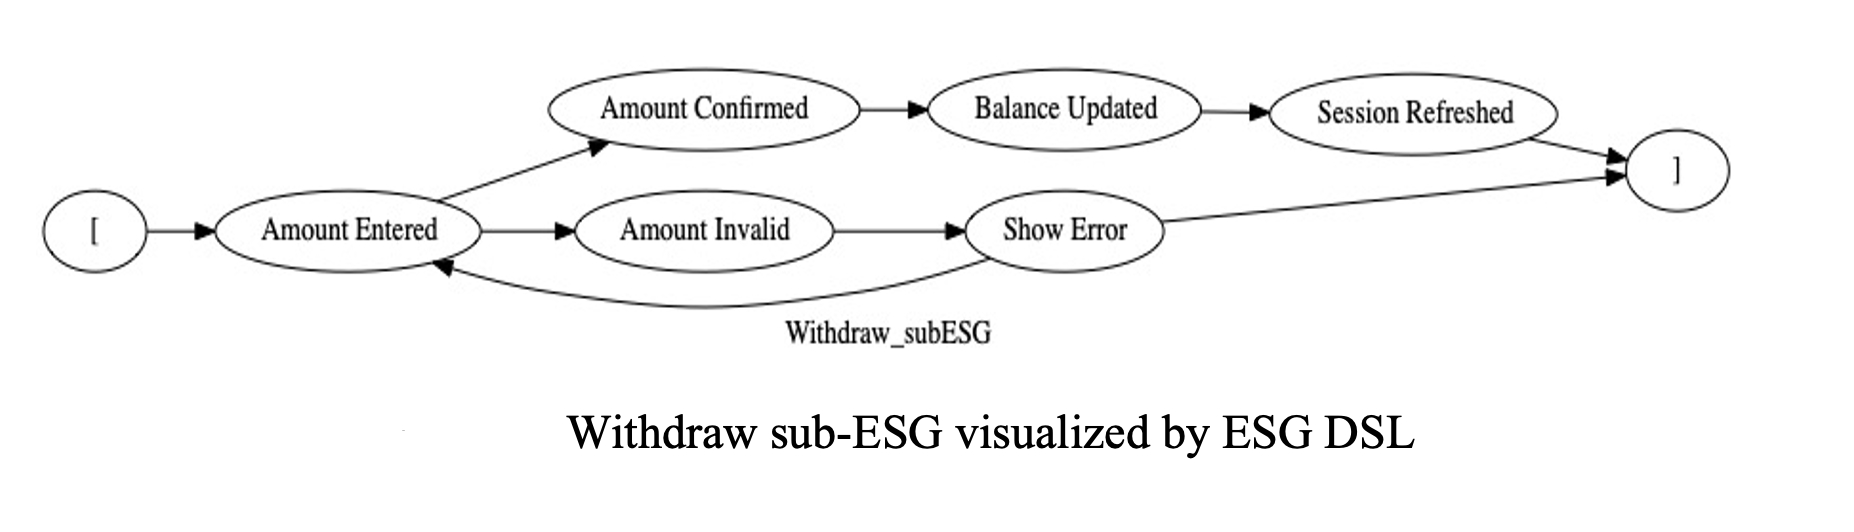 Amount Confirmed
Balance Updated
Session Refreshed
]
[
Amount Entered
Amount Invalid
Show Error
Withdraw_subESG
Withdraw sub-ESG visualized by ESG DSL